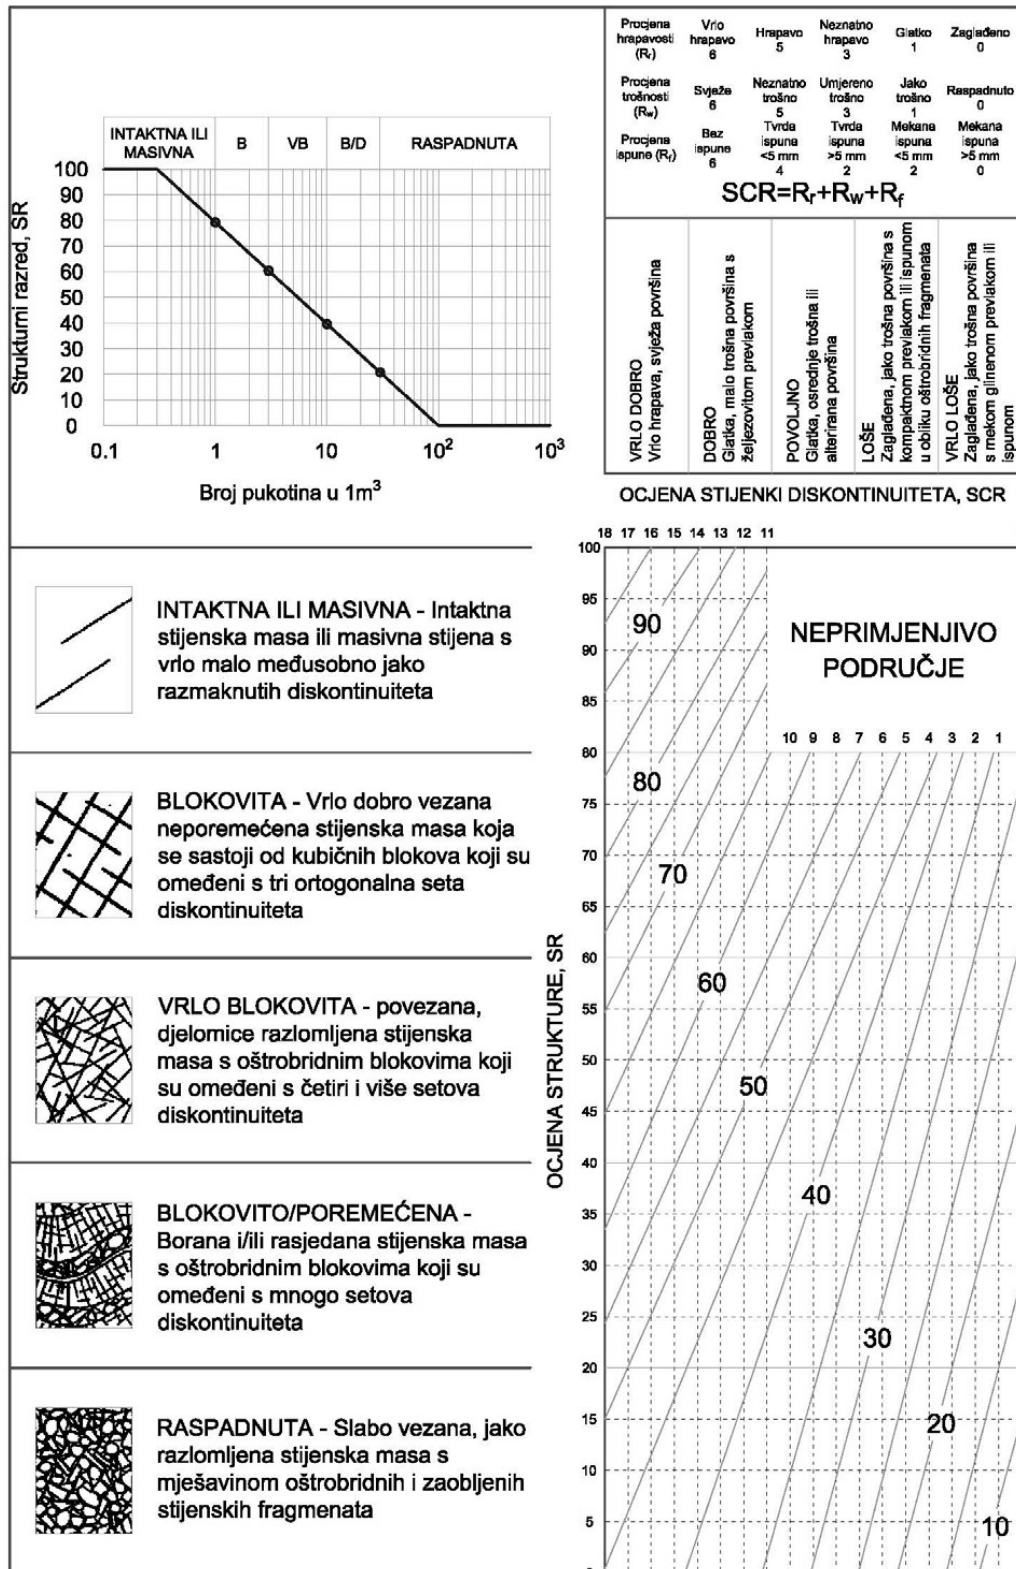 INTAKTNA ILI
MASIVNA
B
VB
B/D
RASPADNUTA
Strukturni razred, SR
100
90
80
70
60
50
40
30
20
10
0
0.1
1
10
10²
10³
Broj pukotina u 1m³
Procjena
hrapavosti
(Rr)
Vrlo
hrapavo
6
Hrapavo
5
Neznatno
hrapavo
3
Glatko
1
Zaglađeno
0
Procjena
trošnosti
(Rw)
Svježe
6
Neznatno
trošno
5
Umjereno
trošno
3
Jako
trošno
1
Raspadnuto
0
Procjena
ispune (Rf)
Bez
ispune
6
Tvrda
ispuna
<5 mm
4
Tvrda
ispuna
>5 mm
2
Mekana
ispuna
<5 mm
2
Mekana
ispuna
>5 mm
0
SCR=Rr+Rw+Rf
VRLO DOBRO
Vrlo hrapava, svježa površina
DOBRO
Glatka, malo trošna površina s
željezovitom prevlakom
POVOLJNO
Glatka, osrednje trošna ili
alterirana površina
LOŠE
Zaglađena, jako trošna površina s
kompaktnom prevlakom ili ispunom
u obliku oštrobridnih fragmenata
VRLO LOŠE
Zaglađena, jako trošna površina
s mekom glinenom prevlakom ili
ispunom
OCJENA STIJENKI DISKONTINUITETA, SCR
INTAKTNA ILI MASIVNA - Intaktna
stijenska masa ili masivna stijena s
vrlo malo međusobno jako
razmaknutih diskontinuiteta
BLOKOVITA - Vrlo dobro vezana
neporemećena stijenska masa koja
se sastoji od kubičnih blokova koji su
omeđeni s tri ortogonalna seta
diskontinuiteta
VRLO BLOKOVITA - povezana,
djelomice razlomljena stijenska
masa s oštrobridnim blokovima koji
su omeđeni s četiri i više setova
diskontinuiteta
BLOKOVITO/POREMEĆENA -
Borana i/ili rasjedana stijenska masa
s oštrobridnim blokovima koji su
omeđeni s mnogo setova
diskontinuiteta
RASPADNUTA - Slabo vezana, jako
razlomljena stijenska masa s
mješavinom oštrobridnih i zaobljenih
stijenskih fragmenata
OCJENA STRUKTURE, SR
18 17 16 15 14 13 12 11
100
95
90
85
80
75
70
65
60
55
50
45
40
35
30
25
20
15
10
5
NEPRIMJENJIVO
PODRUČJE
10 9 8 7 6 5 4 3 2 1
90
80
70
60
50
40
30
20
10